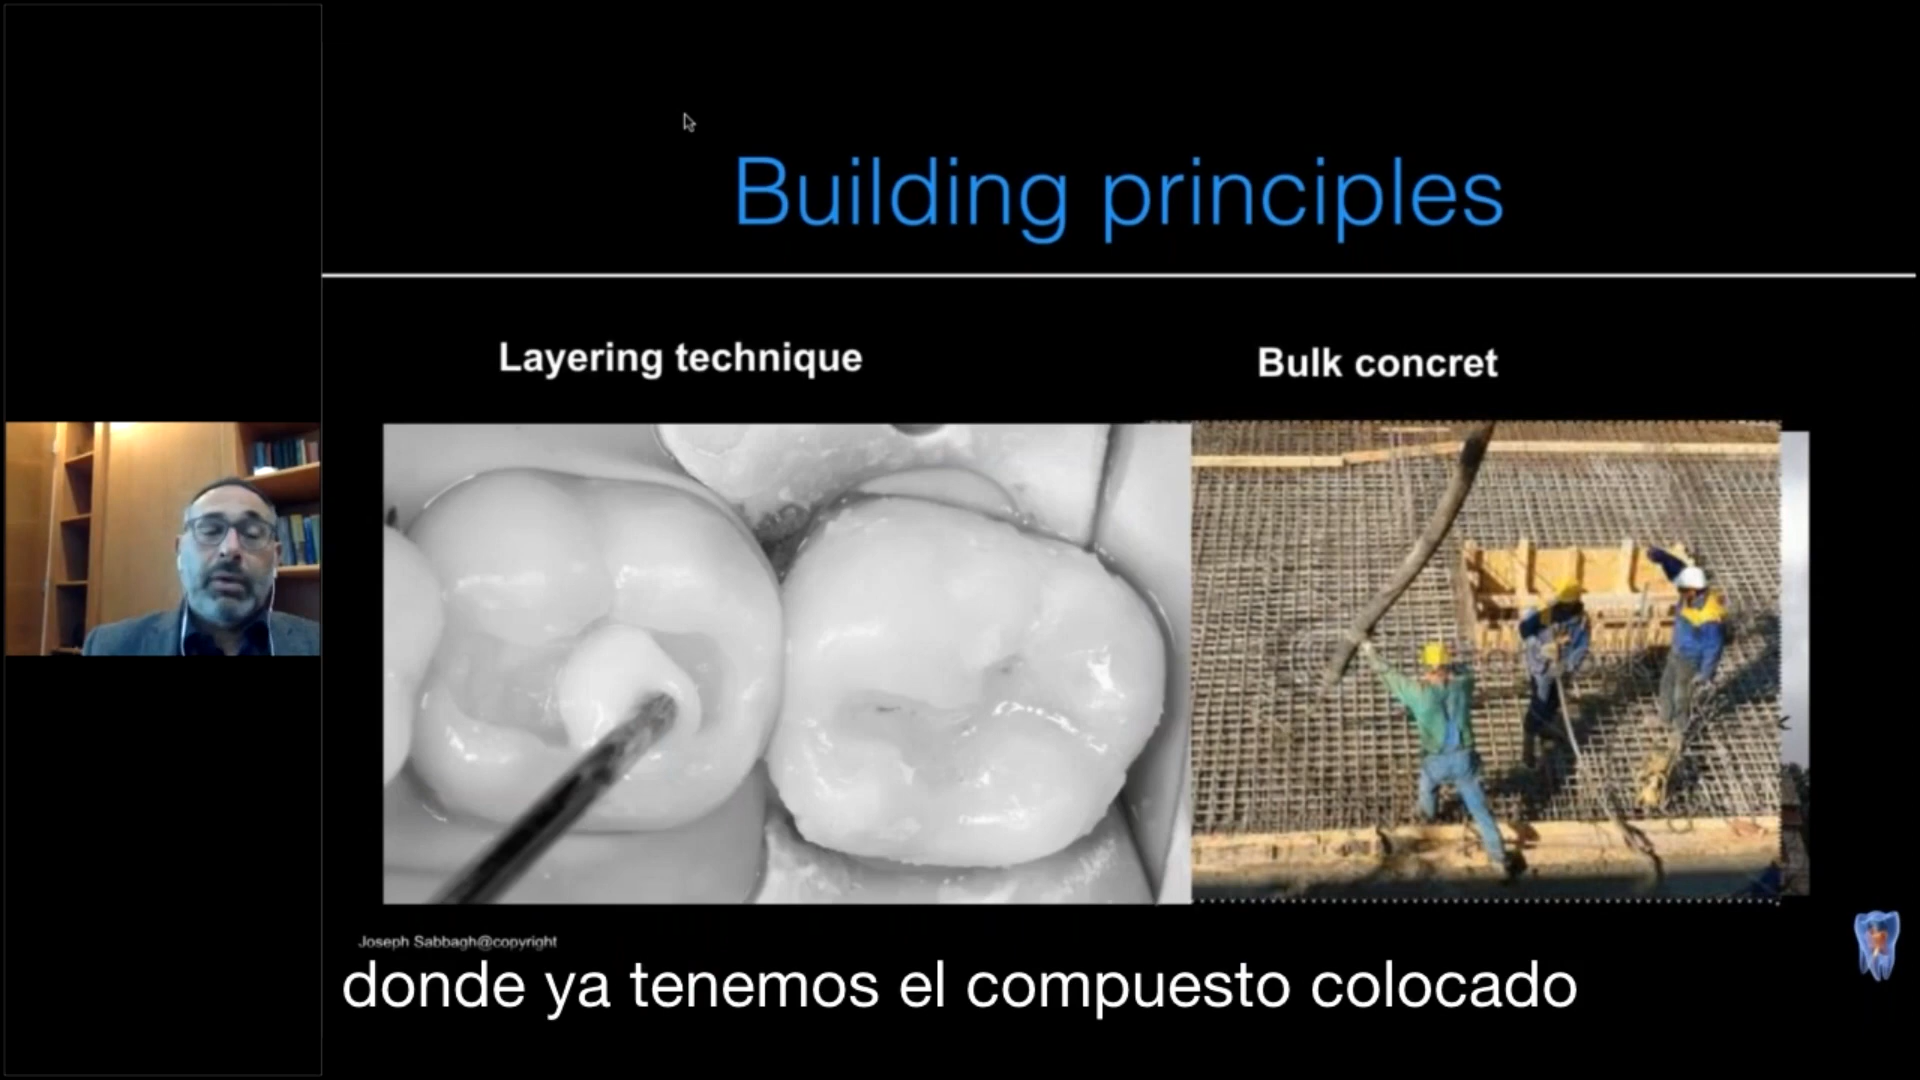 Building principles
Layering technique
Bulk concret
Joseph Sabbagh@copyright
donde ya tenemos el compuesto colocado